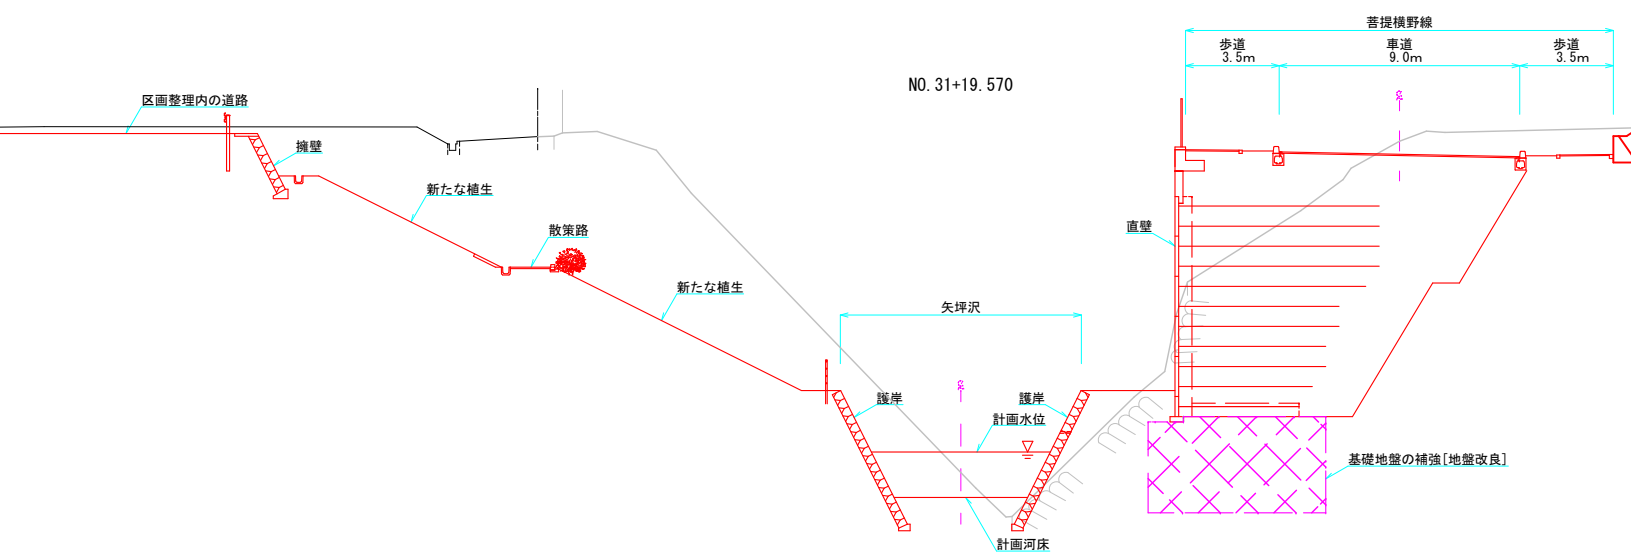 菩提横野線
歩道
3.5m
車道
9.0m
歩道
3.5m
NO.31+19.570
区画整理内の道路
擁壁
新たな植生
散策路
直壁
新たな植生
矢坪沢
護岸
護岸
計画水位
基礎地盤の補強[地盤改良]
計画河床